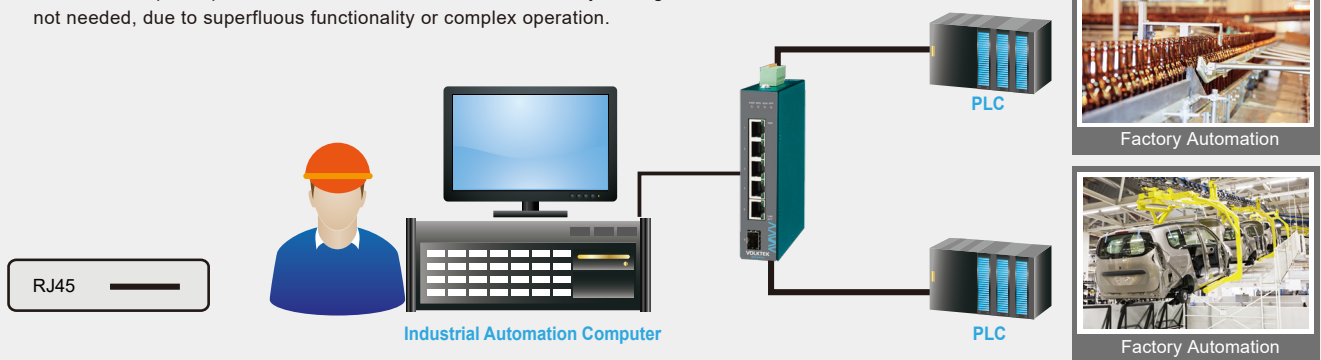 not needed, due to superfluous functionality or complex operation.
PLC
Factory Automation
VOLKTEK
RJ45
Industrial Automation Computer
PLC
Factory Automation